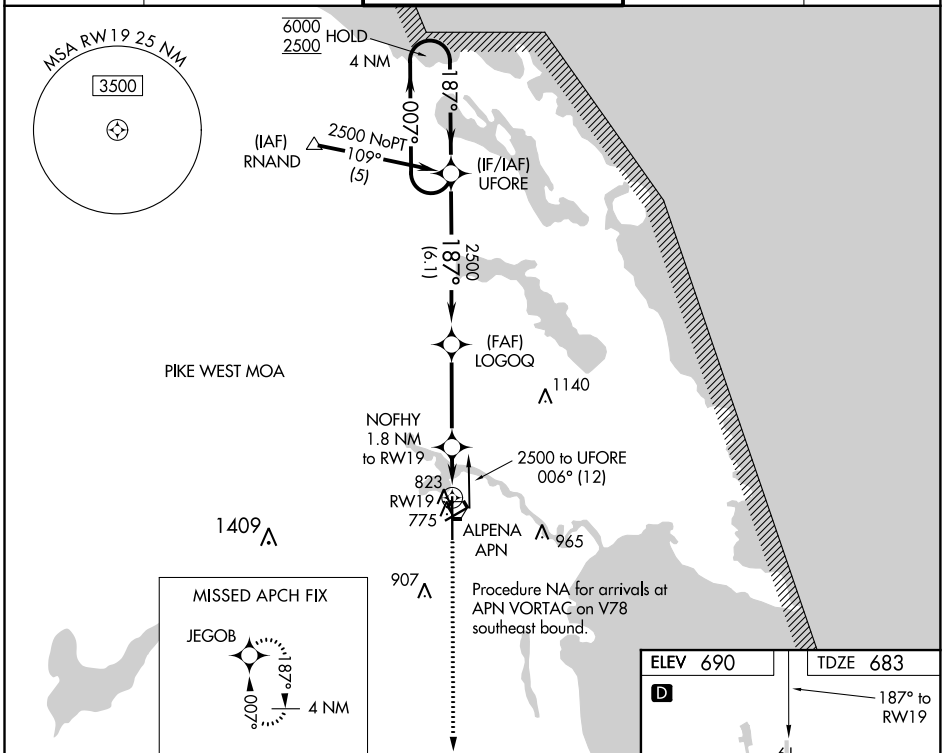 MSA RW19 25 NM
3500
6000
2500
HOLD
4 NM
187°
007°
(IAF)
RNAND
2500 NoPT
109°
(5)
(IF/IAF)
UFORE
2500
187°
(6.1)
(FAF)
LOGOQ
PIKE WEST MOA
1140
NOFHY
1.8 NM
to RW19
2500 to UFORE
006° (12)
823
RW19
775
ALPENA
APN
965
1409
907
Procedure NA for arrivals at
APN VORTAC on V78
southeast bound.
MISSED APCH FIX
JEGOB
187°
007°
4 NM
ELEV 690
TDZE 683
D
187° to
RW19